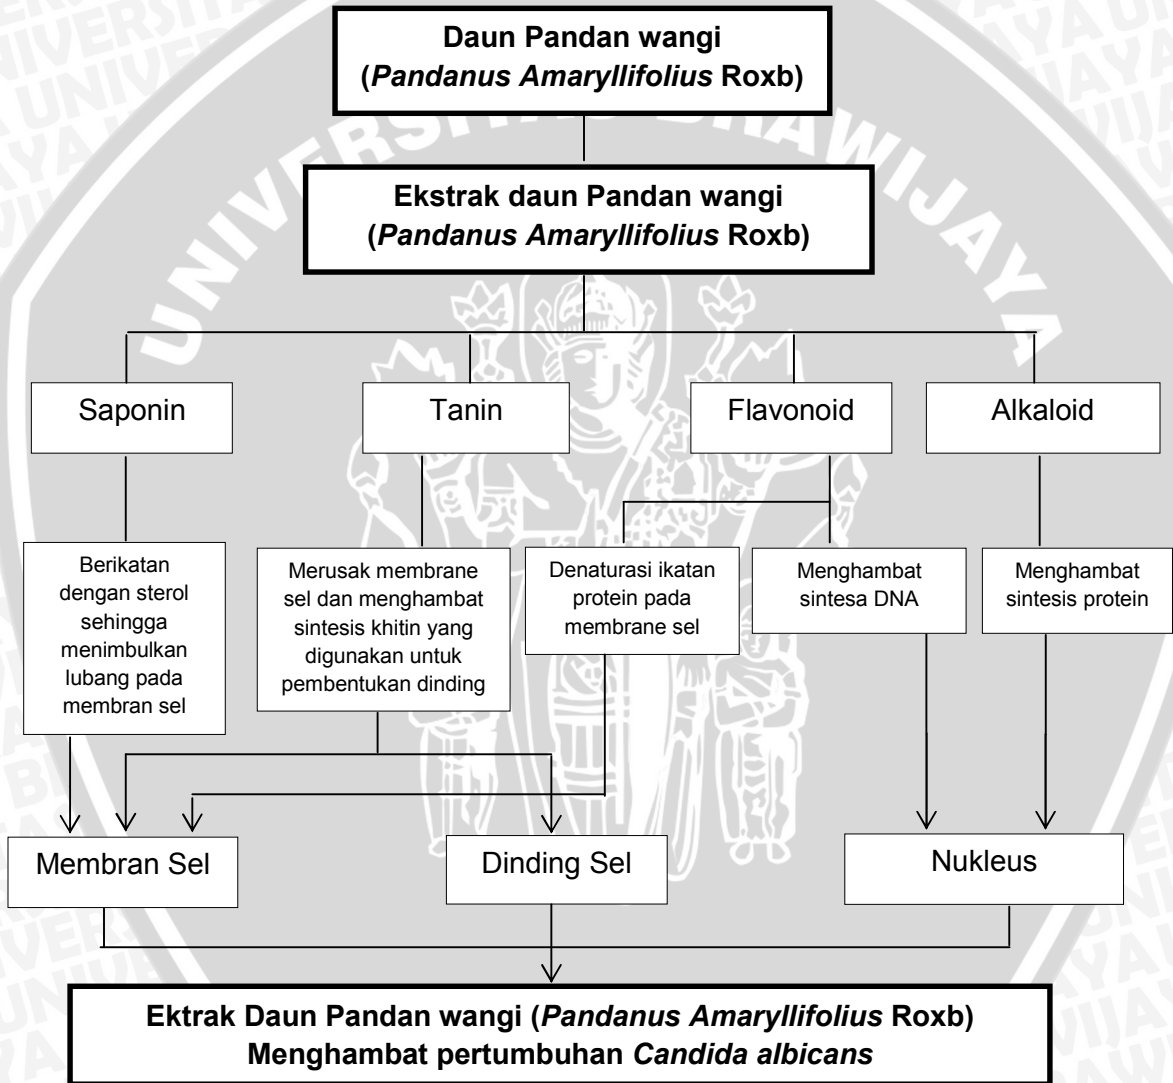 Daun Pandan wangi
(Pandanus Amaryllifolius Roxb)
UNIVERSITAS BRAWIJAYA
Ekstrak daun Pandan wangi
(Pandanus Amaryllifolius Roxb)
Saponin
Tanin
Flavonoid
Alkaloid
Berikatan
dengan sterol
sehingga
menimbulkan
lubang pada
membran sel
Merusak membrane
sel dan menghambat
sintesis khitin yang
digunakan untuk
pembentukan dinding
Denaturasi ikatan
protein pada
membrane sel
Menghambat
sintesa DNA
Menghambat
sintesis protein
Membran Sel
Dinding Sel
Nukleus
Ektrak Daun Pandan wangi (Pandanus Amaryllifolius Roxb)
Menghambat pertumbuhan Candida albicans